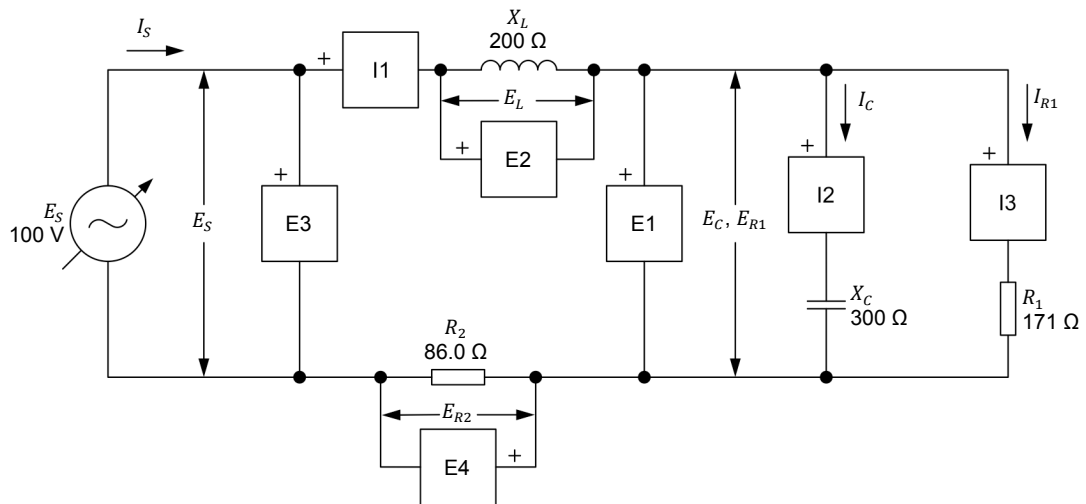 I_S
X_L
200 Ω
+
I1
E_L
+
E2
I_C
I_R1
+
E3
+
E1
+
I2
+
I3
E_S
100 V
E_S
E_C, E_R1
X_C
300 Ω
R_1
171 Ω
R_2
86.0 Ω
E_R2
E4
+